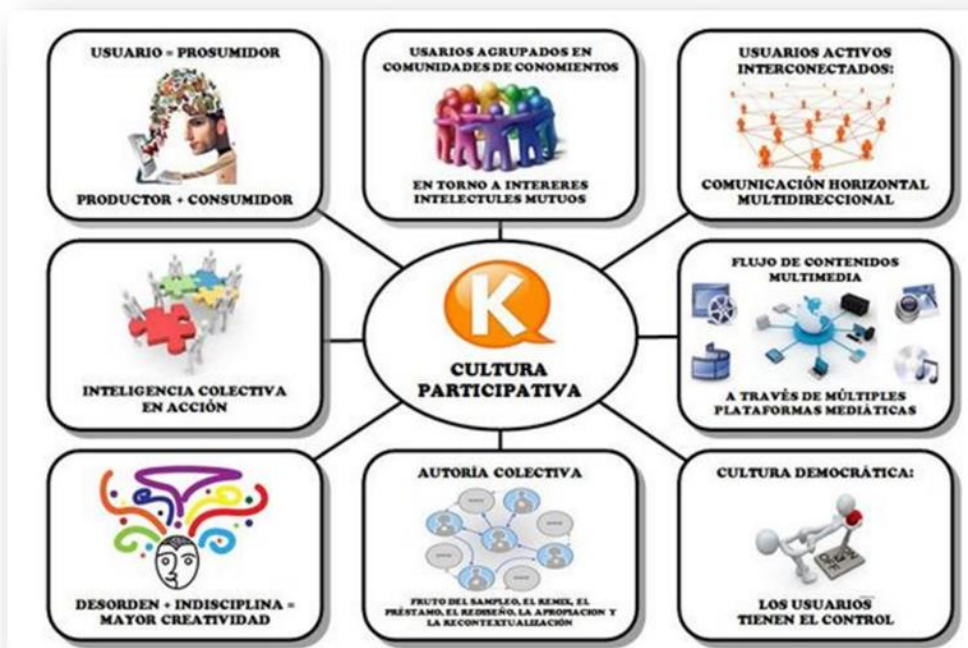 USUARIO = PROSUMIDOR
PRODUCTOR + CONSUMIDOR
USARIOS AGRUPADOS EN
COMUNIDADES DE CONOMIENTOS
EN TORNO A INTERERES
INTELECTULES MUTUOS
USUARIOS ACTIVOS
INTERCONECTADOS:
COMUNICACIÓN HORIZONTAL
MULTIDIRECCIONAL
INTELIGENCIA COLECTIVA
EN ACCIÓN
K
CULTURA
PARTICIPATIVA
FLUJO DE CONTENIDOS
MULTIMEDIA
A TRAVÉS DE MÚLTIPLES
PLATAFORMAS MEDIÁTICAS
DESORDEN + INDISCIPLINA =
MAYOR CREATIVIDAD
AUTORÍA COLECTIVA
FRUTO DEL SAMPLEO, EL REMIX, EL
PRÉSTAMO, EL REDISEÑO, LA APROPIACION Y
LA RECONTEXTUALIZACIÓN
CULTURA DEMOCRÁTICA:
LOS USUARIOS
TIENEN EL CONTROL